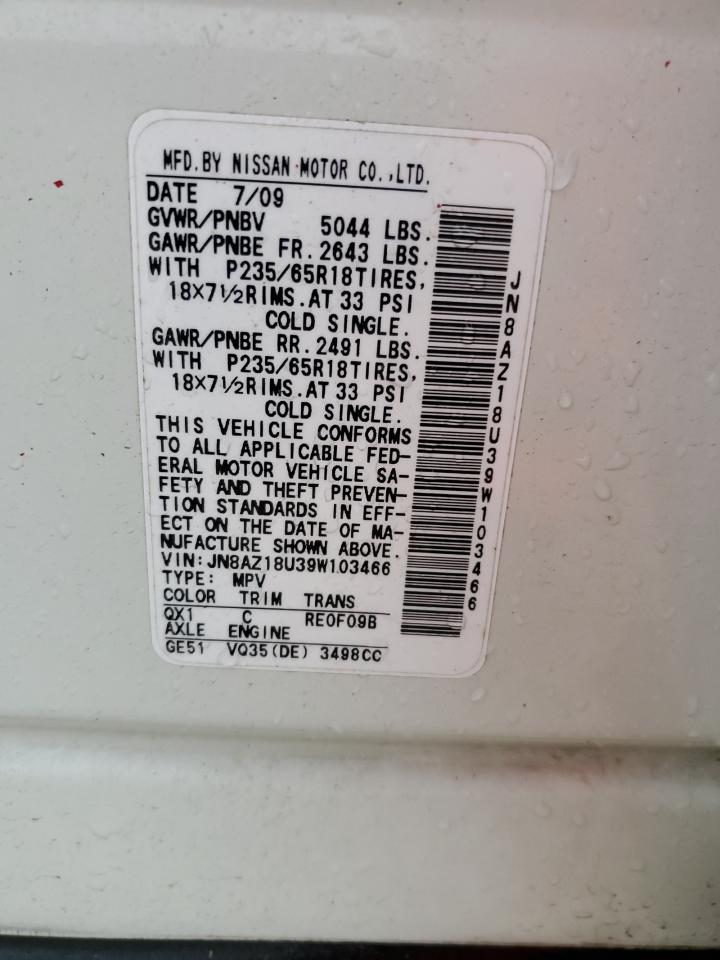 MFD.BY NISSAN MOTOR CO.,LTD.
DATE 7/09
GVWR/PNBV 5044 LBS.
GAWR/PNBE FR.2643 LBS.
WITH P235/65R18TIRES,
18X7½RIMS.AT 33 PSI
COLD SINGLE.
GAWR/PNBE RR.2491 LBS.
WITH P235/65R18TIRES,
18X7½RIMS.AT 33 PSI
COLD SINGLE.
THIS VEHICLE CONFORMS
TO ALL APPLICABLE FED-
ERAL MOTOR VEHICLE SA-
FETY AND THEFT PREVEN-
TION STANDARDS IN EFF-
ECT ON THE DATE OF MA-
NUFACTURE SHOWN ABOVE.
VIN:JN8AZ18U39W103466
TYPE: MPV
COLOR TRIM TRANS
QX1 C RE0F09B
AXLE ENGINE
GE51 VQ35(DE) 3498CC
JN8AZ18U39W103466